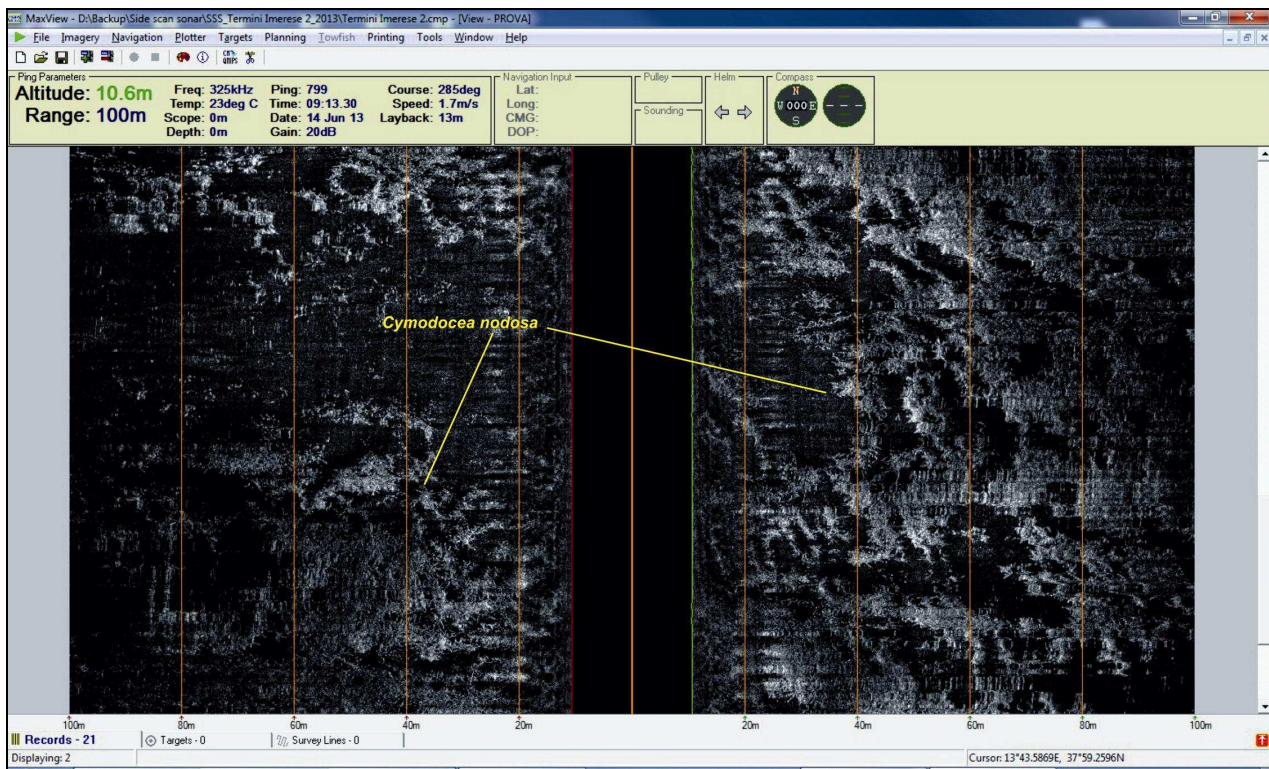 MaxView - D:\Backup\Side scan sonar\SSS_Termini Imerese 2_2013\Termini Imerese 2.cmp - [View - PROVA]
File Imagery Navigation Plotter Targets Planning Towfish Printing Tools Window Help
CM2 QMIPS
Ping Parameters Navigation Input Pulley Helm Compass
Altitude: 10.6m Freq: 325kHz Ping: 799 Course: 285deg Lat: N
Range: 100m Temp: 23deg C Time: 09:13.30 Speed: 1.7m/s Long: Sounding W 000 E - - -
Scope: 0m Date: 14 Jun 13 Layback: 13m CMG: S
Depth: 0m Gain: 20dB DOP:
Cymodocea nodosa
100m 80m 60m 40m 20m 20m 40m 60m 80m 100m
Records - 21 Targets - 0 Survey Lines - 0
Displaying: 2 Cursor: 13°43.5869E, 37°59.2596N